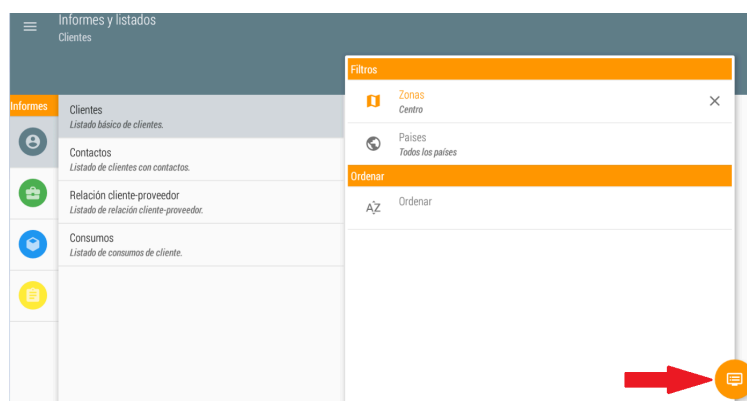 Informes y listados
Clientes
Informes
Clientes
Listado básico de clientes.
Contactos
Listado de clientes con contactos.
Relación cliente-proveedor
Listado de relación cliente-proveedor.
Consumos
Listado de consumos de cliente.
Filtros
Zonas
Centro
Paises
Todos los países
Ordenar
AZ
Ordenar